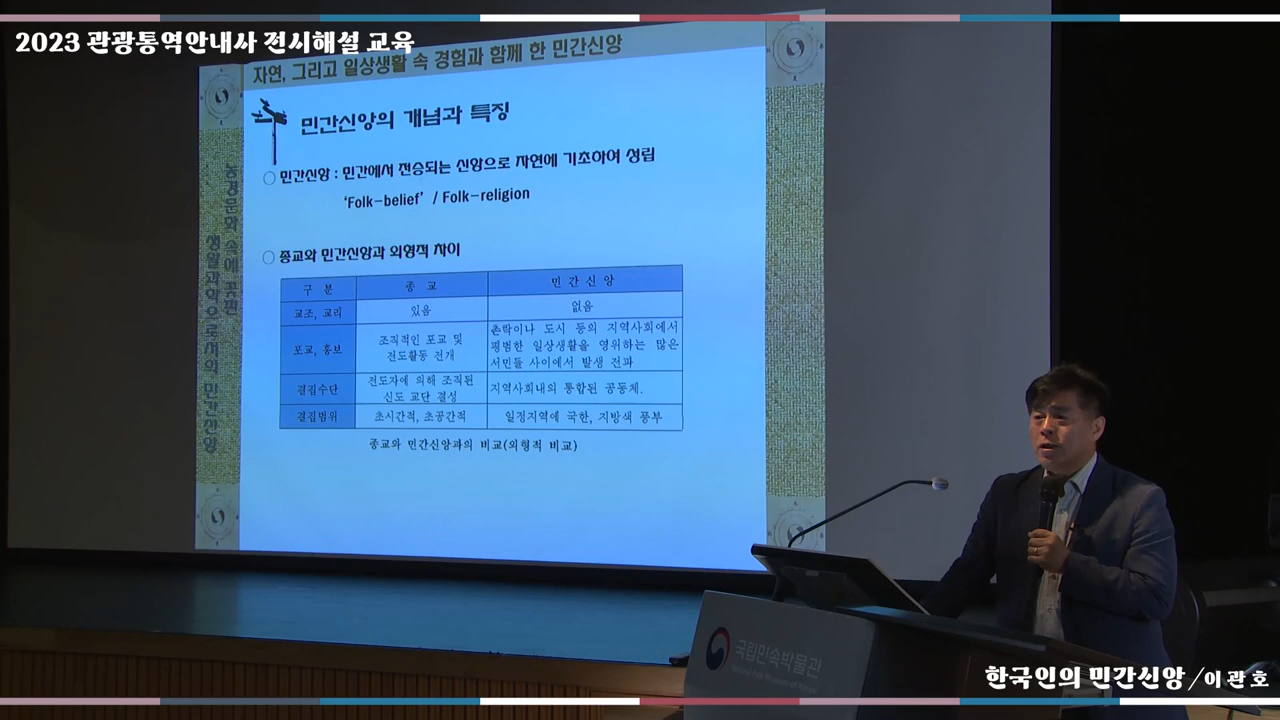 2023 관광통역안내사 전시해설 교육
자연, 그리고 일상생활 속 경험과 함께 한 민간신앙
민간신앙의 개념과 특징
○ 민간신앙 : 민간에서 전승되는 신앙으로 자연에 기초하여 성립
‘Folk-belief’ / Folk-religion
○ 종교와 민간신앙과 외형적 차이
구 분 종 교 민 간 신 앙
교조, 교리 있음 없음
포교, 홍보 조직적인 포교 및 전도활동 전개 촌락이나 도시 등의 지역사회에서 평범한 일상생활을 영위하는 많은 서민들 사이에서 발생 전파
결집수단 전도자에 의해 조직된 신도 교단 결성 지역사회내의 통합된 공동체.
결집범위 초시간적, 초공간적 일정지역에 국한, 지방색 풍부
종교와 민간신앙과의 비교(외형적 비교)
국립민속박물관
National Folk Museum of Korea
한국인의 민간신앙/이관호